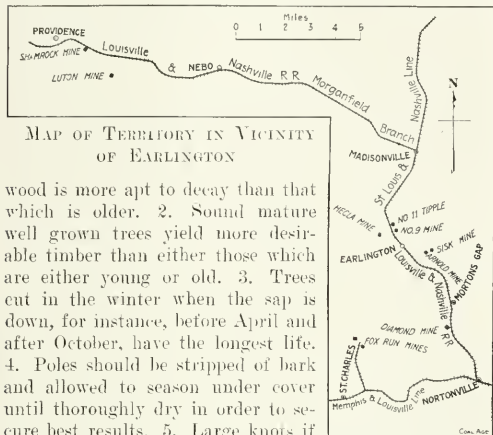 Miles
0 1 2 3 4 5
PROVIDENCE
SHAMROCK MINE
LUTON MINE
Louisville & Nashville RR Morganfield Branch
NEBO
MADISONVILLE
St Louis & Nashville Line
N
HECLA MINE
NO 11 TIPPLE
NO.9 MINE
EARLINGTON
SISK MINE
ARNOLD MINE
Louisville & Nashville RR
MORTONS GAP
DIAMOND MINE
FOX RUN MINES
ST. CHARLES
Memphis & Louisville Line
NORTONVILLE
COAL AGE
MAP OF TERRITORY IN VICINITY
OF EARLINGTON
wood is more apt to decay than that
which is older. 2. Sound mature
well grown trees yield more desir-
able timber than either those which
are either young or old. 3. Trees
cut in the winter when the sap is
down, for instance, before April and
after October, have the longest life.
4. Poles should be stripped of bark
and allowed to season under cover
until thoroughly dry in order to se-
cure best results. 5. Large knots if